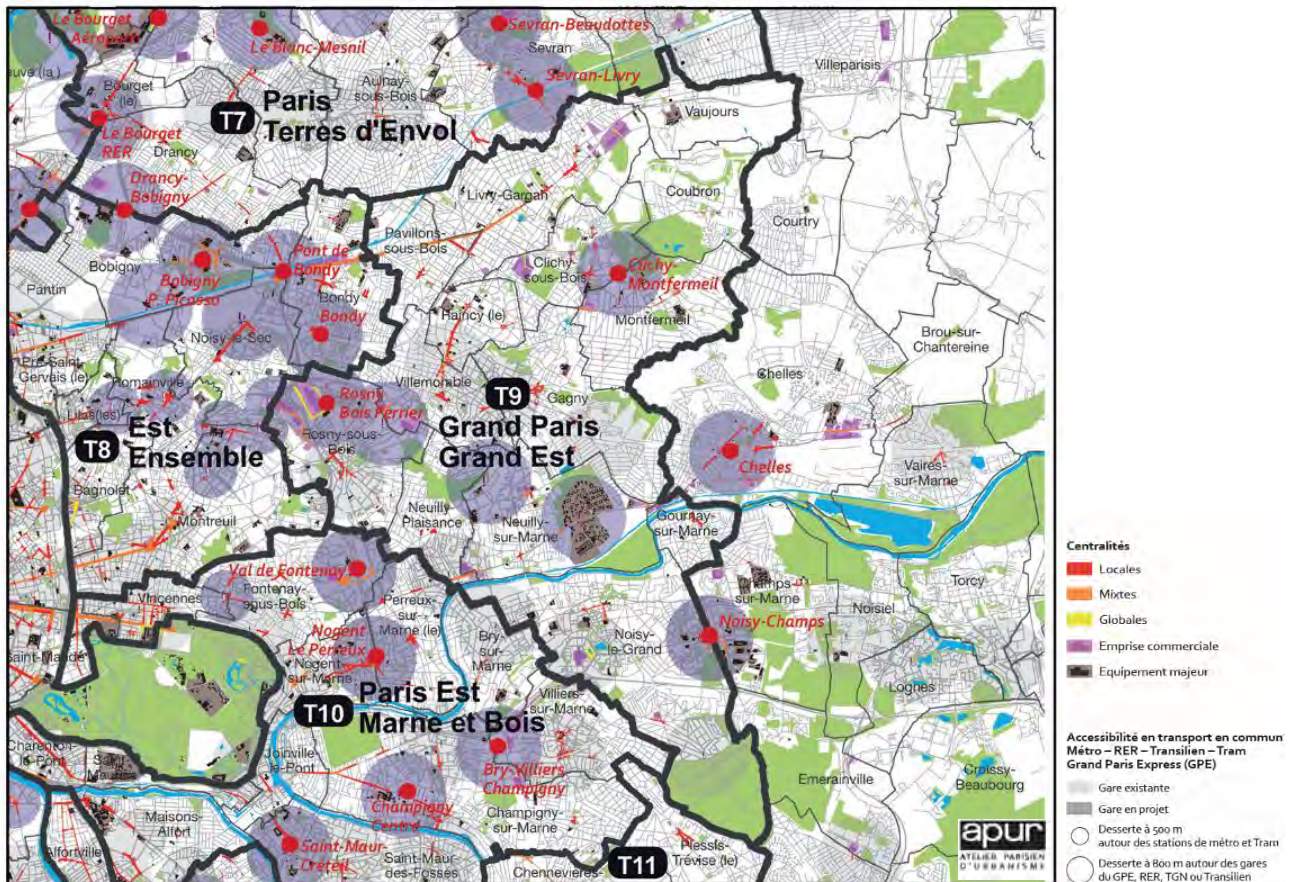 Le Bourget
Aéroport
Le Blanc-Mesnil
Sevran-Beaudottes
Sevran
Villeparisis
Bourget
(le)
Aulnay-
sous-Bois
Sevran-Livry
Vaujours
T7
Paris
Terres d'Envol
Le Bourget
RER
Drancy
Drancy-
Bobigny
Livry-Gargan
Coubron
Courtry
Pavillons-
sous-Bois
Bobigny
Pont de
Bondy
Clichy-
sous-Bois
Clichy-
Montfermeil
Bobigny
P. Picasso
Pantin
Bondy
Bondy
Raincy (le)
Montfermeil
Noisy-le-Sec
Brou-sur-
Chantereine
Pré-Saint-
Gervais (le)
Romainville
Villemomble
Chelles
Lilas (les)
Rosny
Bois Perrier
T9
Gagny
Grand Paris
Grand Est
T8
Est
Ensemble
Rosny-sous-
Bois
Chelles
Vaires-
sur-Marne
Bagnolet
Montreuil
Neuilly
Plaisance
Neuilly-
sur-Marne
Gournay-
sur-Marne
Val de Fontenay
Fontenay-
sous-Bois
Vincennes
Perreux-
sur-
Marne (le)
Champs-
sur-Marne
Torcy
Noisiel
Nogent
Le Perreux
Nogent-
sur-Marne
Bry-
sur-
Marne
Noisy-
le-Grand
Noisy-Champs
Saint-Mandé
Lognes
T10
Paris Est
Marne et Bois
Villiers-
sur-Marne
Charenton-
le-Pont
Saint-
Maurice
Joinville
le-Pont
Bry-Villiers
Champigny
Emerainville
Croissy-
Beaubourg
Champigny
Centre
Maisons-
Alfort
Champigny-
sur-Marne
Alfortville
Saint-Maur-
Créteil
Saint-Maur-
des-Fossés
Chennevières-
T11
Plessis-
Trévise (le)
apur
ATELIER PARISIEN
D'URBANISME
Centralités
Locales
Mixtes
Globales
Emprise commerciale
Equipement majeur
Accessibilité en transport en commun
Métro – RER – Transilien – Tram
Grand Paris Express (GPE)
Gare existante
Gare en projet
Desserte à 500 m
autour des stations de métro et Tram
Desserte à 800 m autour des gares
du GPE, RER, TGN ou Transilien